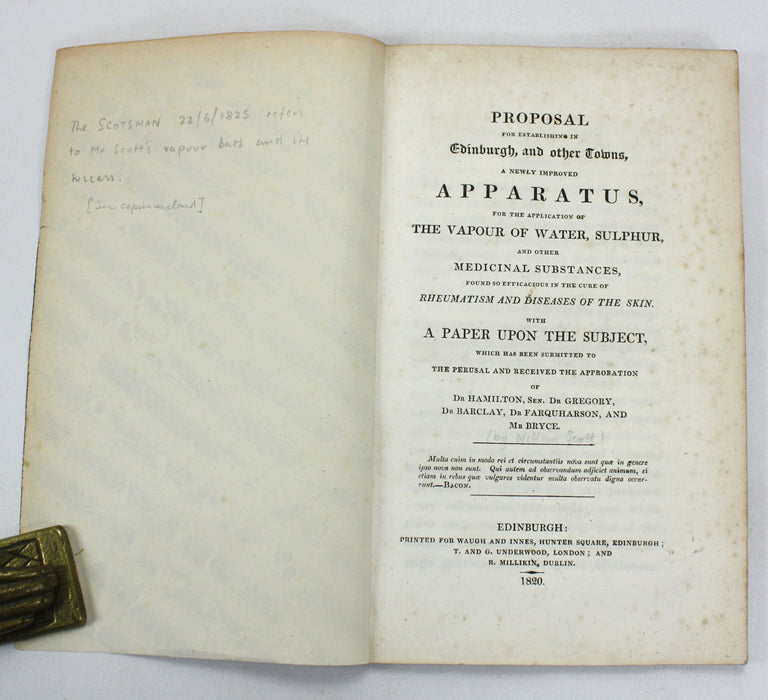 The SCOTSMAN 22/6/1825 refers
to Mr Scott's vapour bath and its
success.
[See copies enclosed]
Science
PROPOSAL
FOR ESTABLISHING IN
Edinburgh, and other Towns,
A NEWLY IMPROVED
APPARATUS,
FOR THE APPLICATION OF
THE VAPOUR OF WATER, SULPHUR,
AND OTHER
MEDICINAL SUBSTANCES,
FOUND SO EFFICACIOUS IN THE CURE OF
RHEUMATISM AND DISEASES OF THE SKIN.
WITH
A PAPER UPON THE SUBJECT,
WHICH HAS BEEN SUBMITTED TO
THE PERUSAL AND RECEIVED THE APPROBATION
OF
DR HAMILTON, SEN. DR GREGORY,
DR BARCLAY, DR FARQUHARSON, AND
MR BRYCE.
(by William Scott)
Multa enim in modo rei et circumstantiis nova sunt quæ in genere
ipso nova non sunt. Qui autem ad observandum adjiciet animum, ei
etiam in rebus quæ vulgares videntur multa observatu digna occur-
runt.—BACON.
EDINBURGH:
PRINTED FOR WAUGH AND INNES, HUNTER SQUARE, EDINBURGH;
T. AND G. UNDERWOOD, LONDON; AND
R. MILLIKIN, DUBLIN.
1820.